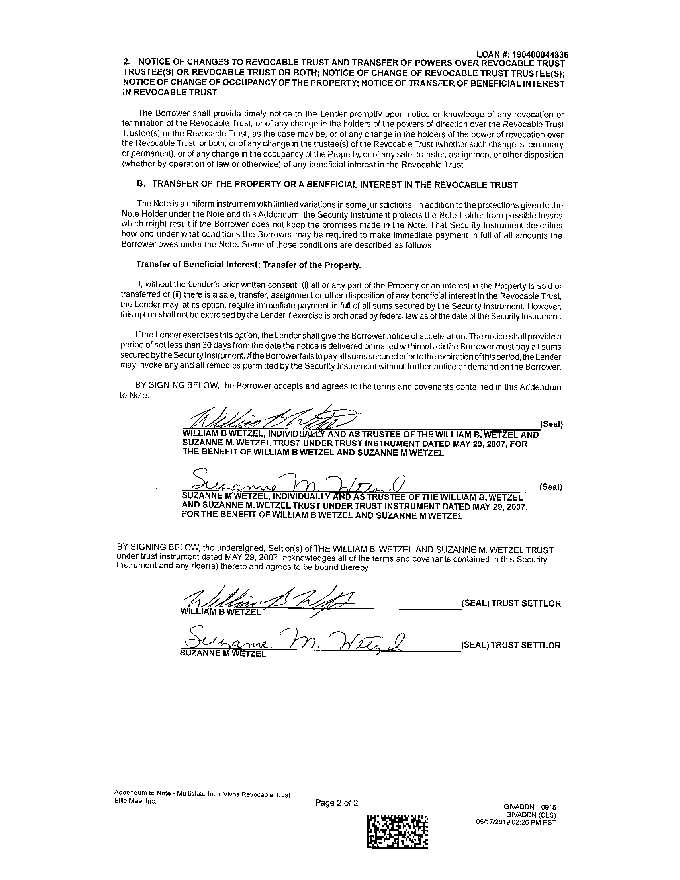 LOAN #: 190400044836
2. NOTICE OF CHANGES TO REVOCABLE TRUST AND TRANSFER OF POWERS OVER REVOCABLE TRUST
TRUSTEE(S) OR REVOCABLE TRUST OR BOTH; NOTICE OF CHANGE OF REVOCABLE TRUST TRUSTEE(S);
NOTICE OF CHANGE OF OCCUPANCY OF THE PROPERTY; NOTICE OF TRANSFER OF BENEFICIAL INTEREST
IN REVOCABLE TRUST
The Borrower shall provide timely notice to the Lender promptly upon notice or knowledge of any revocation or
termination of the Revocable Trust, or of any change in the holders of the powers of direction over the Revocable Trust
Trustee(s) or the Revocable Trust, as the case may be, or of any change in the holders of the power of revocation over
the Revocable Trust, or both, or of any change in the trustee(s) of the Revocable Trust (whether such change is temporary
or permanent), or of any change in the occupancy of the Property, or of any sale, transfer, assignment or other disposition
(whether by operation of law or otherwise) of any beneficial interest in the Revocable Trust.
B. TRANSFER OF THE PROPERTY OR A BENEFICIAL INTEREST IN THE REVOCABLE TRUST
The Note is a uniform instrument with limited variations in some jurisdictions. In addition to the protections given to the
Note Holder under the Note and this Addendum, the Security Instrument protects the Note Holder from possible losses
which might result if the Borrower does not keep the promises made in the Note. That Security Instrument describes
how and under what conditions the Borrower may be required to make immediate payment in full of all amounts the
Borrower owes under the Note. Some of those conditions are described as follows:
Transfer of Beneficial Interest; Transfer of the Property.
If, without the Lender's prior written consent, (i) all or any part of the Property or an interest in the Property is sold or
transferred or (ii) there is a sale, transfer, assignment or other disposition of any beneficial interest in the Revocable Trust,
the Lender may, at its option, require immediate payment in full of all sums secured by the Security Instrument. However,
this option shall not be exercised by the Lender if exercise is prohibited by federal law as of the date of the Security Instrument.
If the Lender exercises this option, the Lender shall give the Borrower notice of acceleration. The notice shall provide a
period of not less than 30 days from the date the notice is delivered or mailed within which the Borrower must pay all sums
secured by the Security Instrument. If the Borrower fails to pay all sums secured prior to the expiration of this period, the Lender
may invoke any and all remedies permitted by the Security Instrument without further notice or demand on the Borrower.
BY SIGNING BELOW, the Borrower accepts and agrees to the terms and covenants contained in this Addendum
to Note.
William B Wetzel (Seal)
WILLIAM B WETZEL, INDIVIDUALLY AND AS TRUSTEE OF THE WILLIAM B. WETZEL AND
SUZANNE M. WETZEL TRUST UNDER TRUST INSTRUMENT DATED MAY 29, 2007, FOR
THE BENEFIT OF WILLIAM B WETZEL AND SUZANNE M WETZEL
Suzanne M. Wetzel (Seal)
SUZANNE M WETZEL, INDIVIDUALLY AND AS TRUSTEE OF THE WILLIAM B. WETZEL
AND SUZANNE M. WETZEL TRUST UNDER TRUST INSTRUMENT DATED MAY 29, 2007,
FOR THE BENEFIT OF WILLIAM B WETZEL AND SUZANNE M WETZEL
BY SIGNING BELOW, the undersigned, Settlor(s) of THE WILLIAM B. WETZEL AND SUZANNE M. WETZEL TRUST
under trust instrument dated MAY 29, 2007, acknowledges all of the terms and covenants contained in this Security
Instrument and any rider(s) thereto and agrees to be bound thereby.
William B Wetzel (SEAL) TRUST SETTLOR
WILLIAM B WETZEL
Suzanne M. Wetzel (SEAL) TRUST SETTLOR
SUZANNE M WETZEL
Addendum to Note - Multistate Inter Vivos Revocable Trust
Ellie Mae, Inc.
Page 2 of 2
GNADDN 0915
GNADDN (CLS)
02:26 PM PST